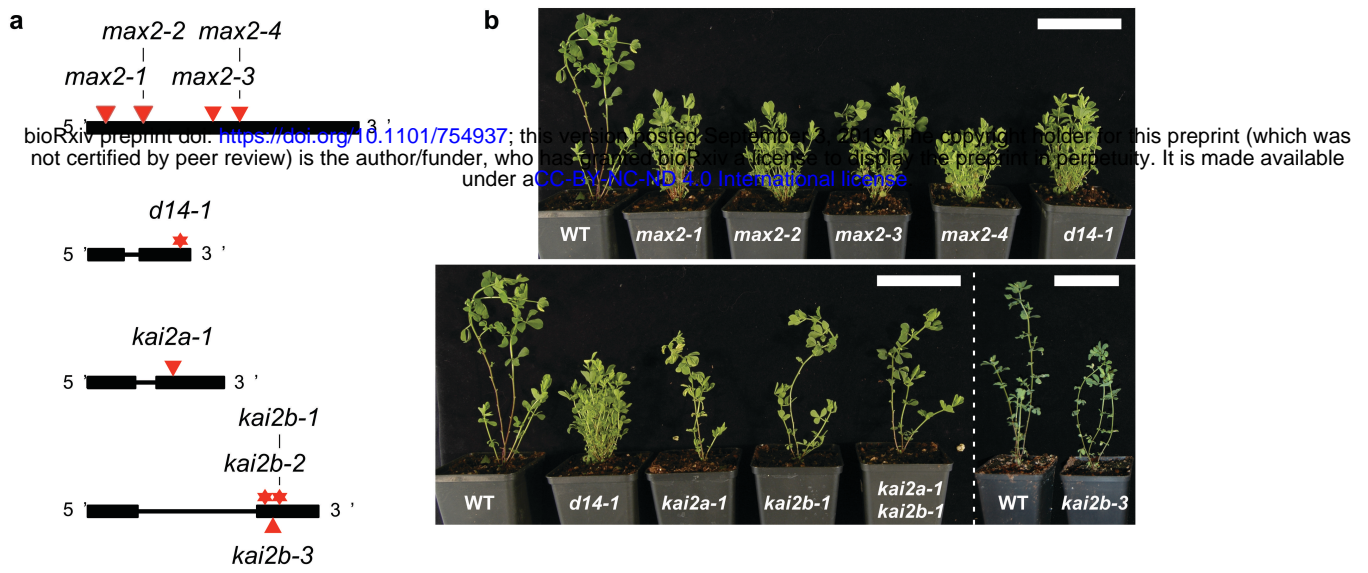 a
b
max2-2 max2-4
max2-1 max2-3
5 ' 3 '
bioRxiv preprint doi: https://doi.org/10.1101/754937; this version posted September 3, 2019. The copyright holder for this preprint (which was
not certified by peer review) is the author/funder, who has granted bioRxiv a license to display the preprint in perpetuity. It is made available
under aCC-BY-NC-ND 4.0 International license.
d14-1
5 ' 3 '
kai2a-1
5 ' 3 '
kai2b-1
kai2b-2
5 ' 3 '
kai2b-3
WT max2-1 max2-2 max2-3 max2-4 d14-1
WT d14-1 kai2a-1 kai2b-1 kai2a-1 WT kai2b-3
kai2b-1